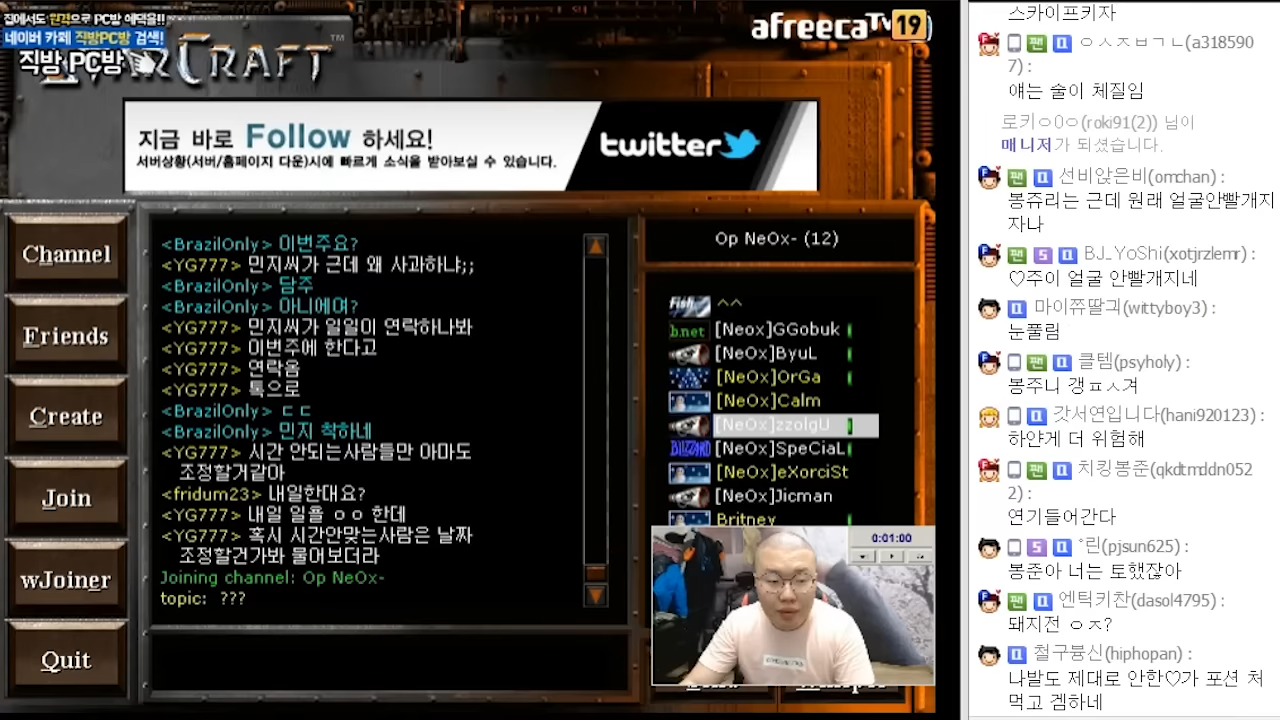 집에서도 원격으로 PC방 혜택을!!
네이버 카페 직방PC방 검색!
직방 PC방
CRAFT
™
afreecaTV 19
지금 바로 Follow 하세요!
서버상황(서버/홈페이지 다운)시에 빠르게 소식을 받아보실 수 있습니다.
twitter
Channel
Friends
Create
Join
wJoiner
Quit
<BrazilOnly> 이번주요?
<YG777> 민지씨가 근데 왜 사과하냐;;
<BrazilOnly> 담주
<BrazilOnly> 아니에여?
<YG777> 민지씨가 일일이 연락하나봐
<YG777> 이번주에 한다고
<YG777> 연락옴
<YG777> 톡으로
<BrazilOnly> ㄷㄷ
<BrazilOnly> 민지 착하네
<YG777> 시간 안되는사람들만 아마도
조정할거같아
<fridum23> 내일한대요?
<YG777> 내일 일욜 ㅇㅇ 한데
<YG777> 혹시 시간안맞는사람은 날짜
조정할건가봐 물어보더라
Joining channel: Op NeOx-
topic: ???
Op NeOx- (12)
Fish ^^
b.net [Neox]GGobuk
[NeOx]ByuL
[NeOx]OrGa
[NeOx]Calm
[NeOx]zzolgU
BLIZZARD [NeOx]SpeCiaL
[NeOx]eXorciSt
[NeOx]Jicman
Britney
0:01:00
스카이프키자
팬 ㅇㅅㅈㅂㄱㄴ(a318590
7) :
얘는 술이 체질임
로키ㅇ0ㅇ(roki91(2)) 님이
매니저가 되셨습니다.
팬 선비앉은비(omchan) :
봉쥬리는 근데 원래 얼굴안빨개지
자나
팬 S BJ_YoShi(xotjrzlemr) :
♡주이 얼굴 안빨개지네
마이쮸딸긔(wittyboy3) :
눈풀림
팬 클템(psyholy) :
봉주니 갱ㅍㅅ겨
갓서연입니다(hani920123) :
하얀게 더 위험해
팬 치킹봉준(qkdtmddn052
2) :
연기들어간다
S °린(pjsun625) :
봉준아 너는 토했잖아
팬 엔틱키찬(dasol4795) :
돼지전 ㅇㅈ?
철구븅신(hiphopan) :
나발도 제대로 안한♡가 포션 처
먹고 겜하네